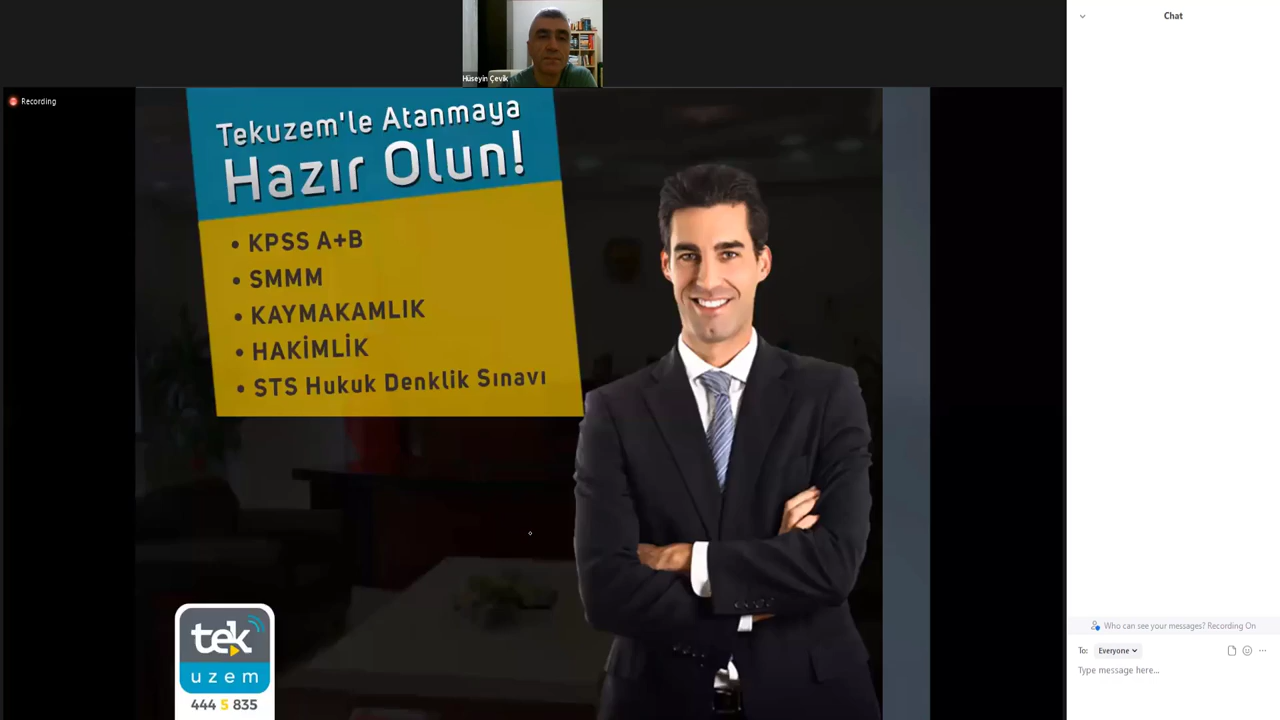 Chat
Hüseyin Çevik
Recording
Tekuzem'le Atanmaya
Hazır Olun!
• KPSS A+B
• SMMM
• KAYMAKAMLIK
• HAKİMLİK
• STS Hukuk Denklik Sınavı
tek
uzem
444 5 835
Who can see your messages? Recording On
To: Everyone
Type message here...